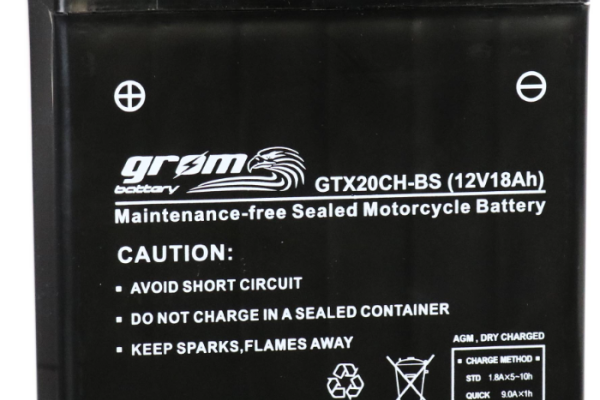 grøm
battery
GTX20CH-BS (12V18Ah)
Maintenance-free Sealed Motorcycle Battery
CAUTION:
▪ AVOID SHORT CIRCUIT
▪ DO NOT CHARGE IN A SEALED CONTAINER
▪ KEEP SPARKS,FLAMES AWAY
AGM , DRY CHARGED
▪ CHARGE METHOD ▪
STD 1.8A×5~10h
QUICK 9.0A×1h